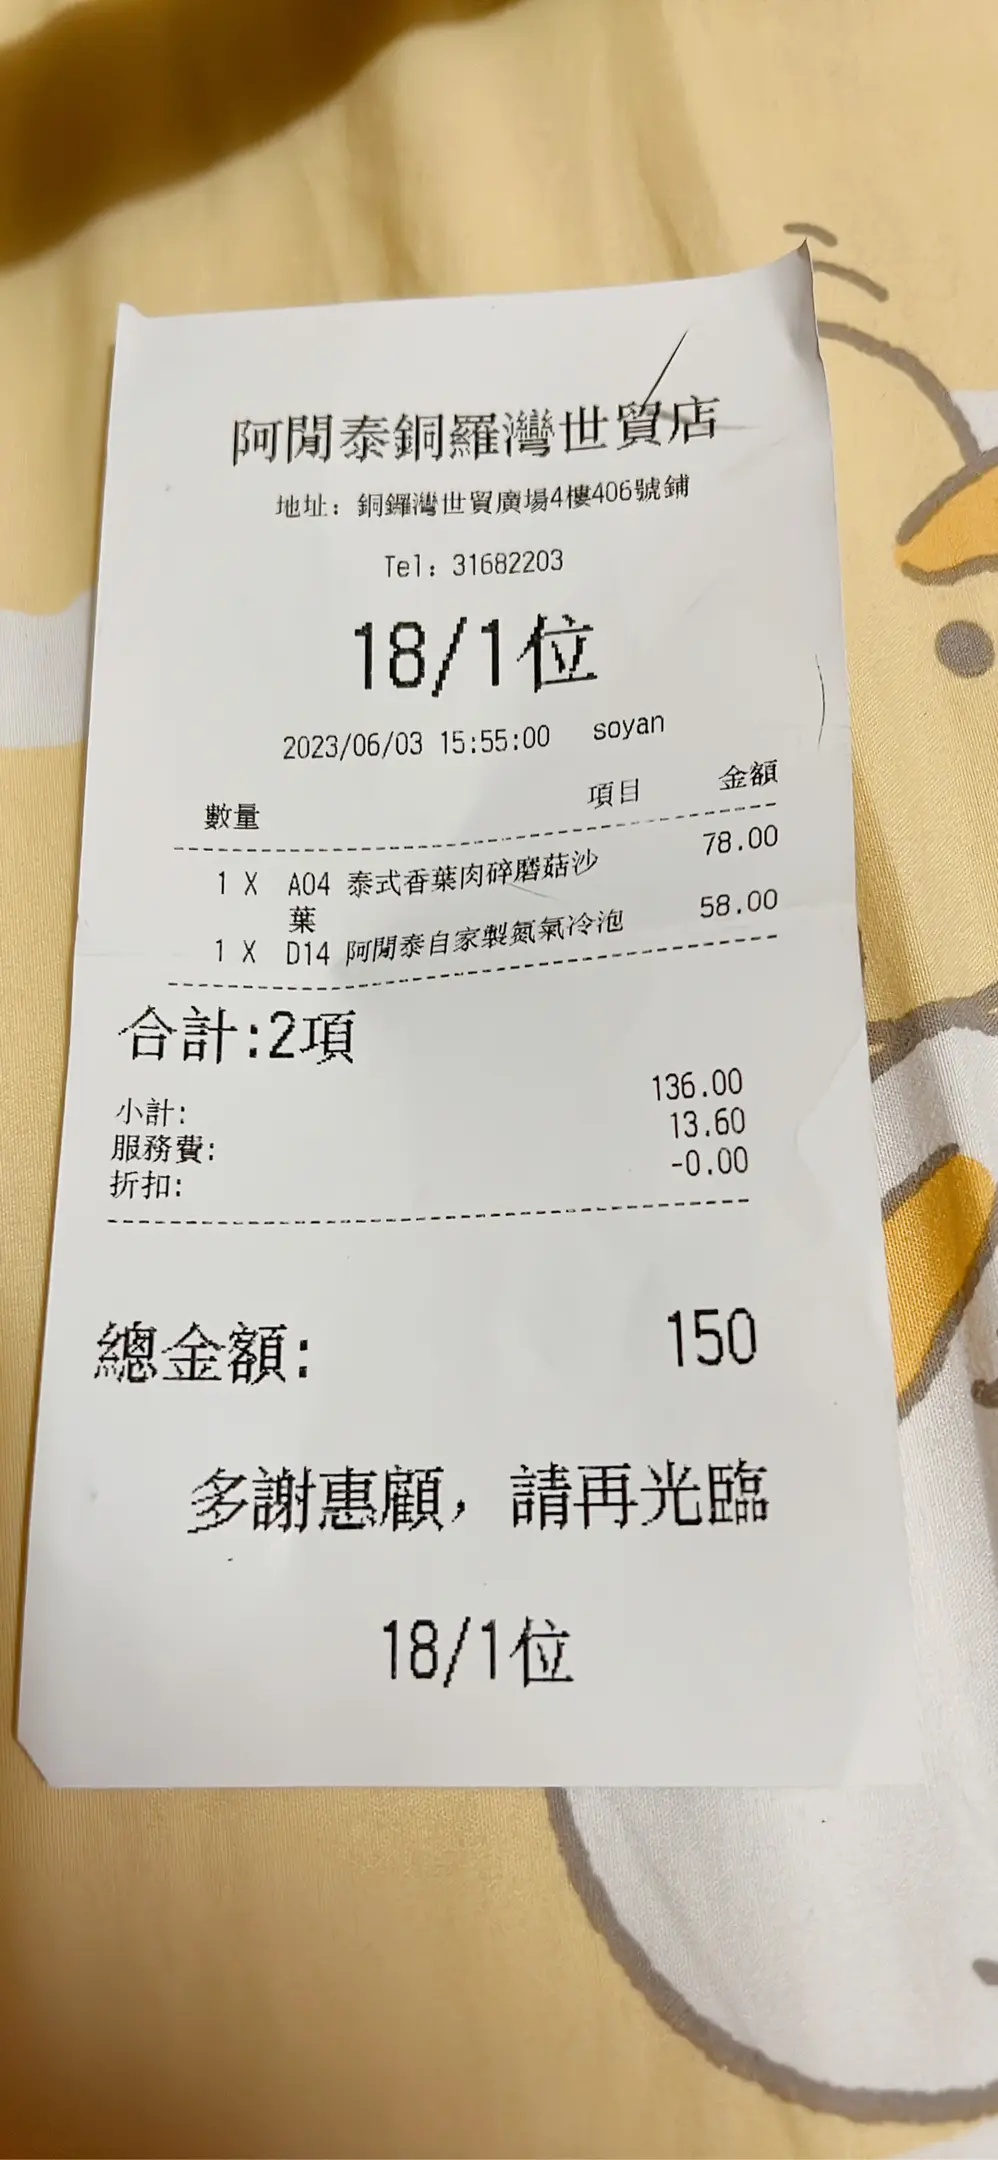 阿閒泰銅羅灣世貿店
地址：銅鑼灣世貿廣場4樓406號鋪
Tel：31682203
18/1位
2023/06/03 15:55:00 soyan
數量 項目 金額
1 X A04 泰式香葉肉碎磨菇沙 78.00
葉
1 X D14 阿閒泰自家製氮氣冷泡 58.00
合計:2項
小計: 136.00
服務費: 13.60
折扣: -0.00
總金額: 150
多謝惠顧，請再光臨
18/1位